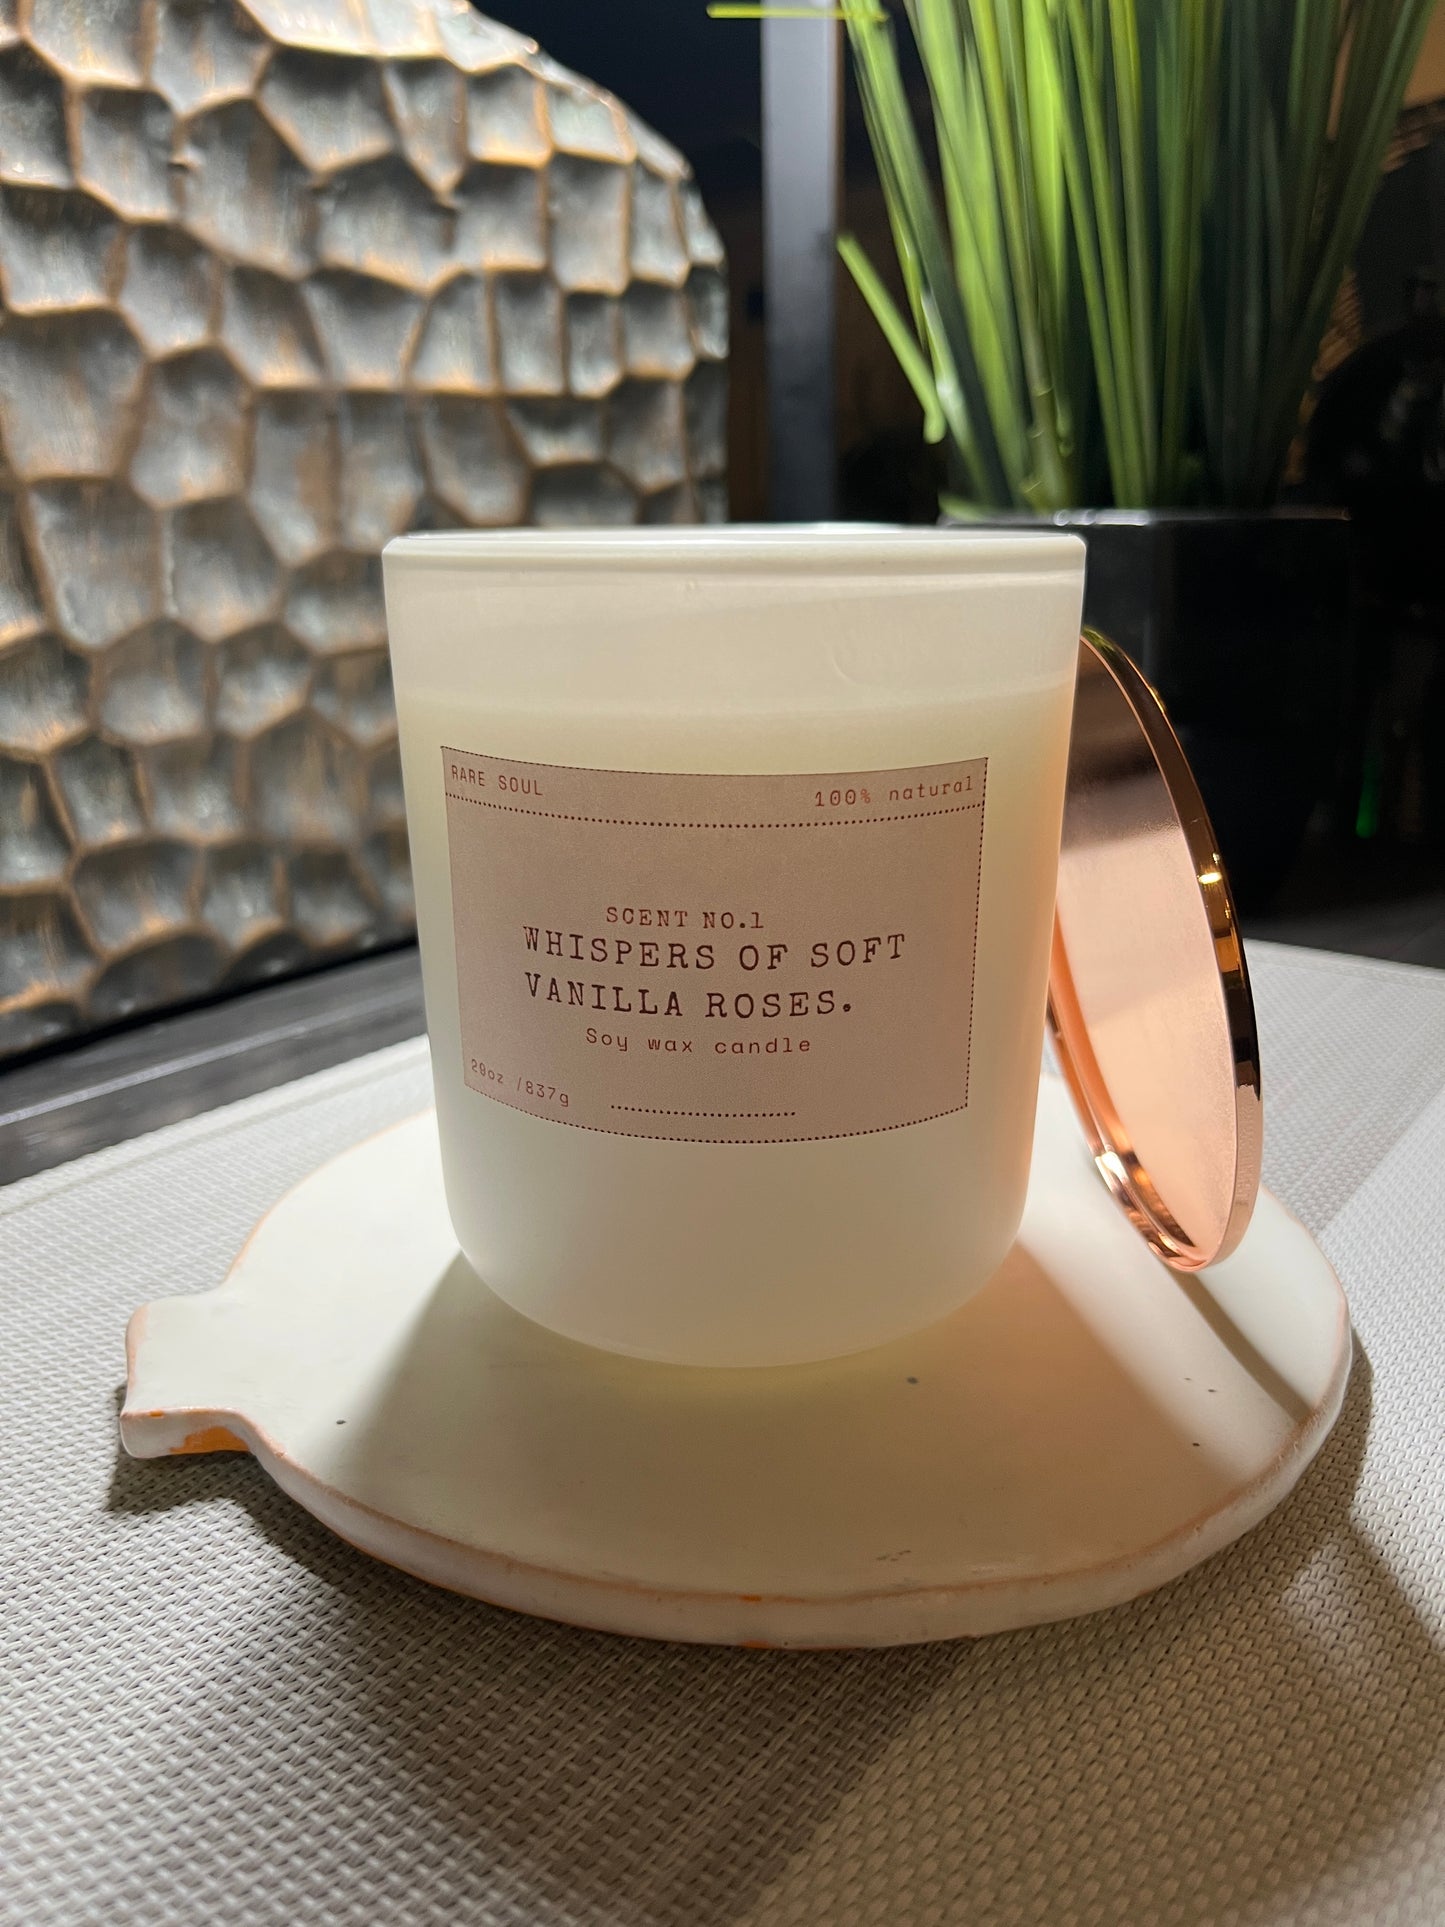 RARE SOUL
100% natural
SCENT NO.1
WHISPERS OF SOFT
VANILLA ROSES.
Soy wax candle
29oz /837g